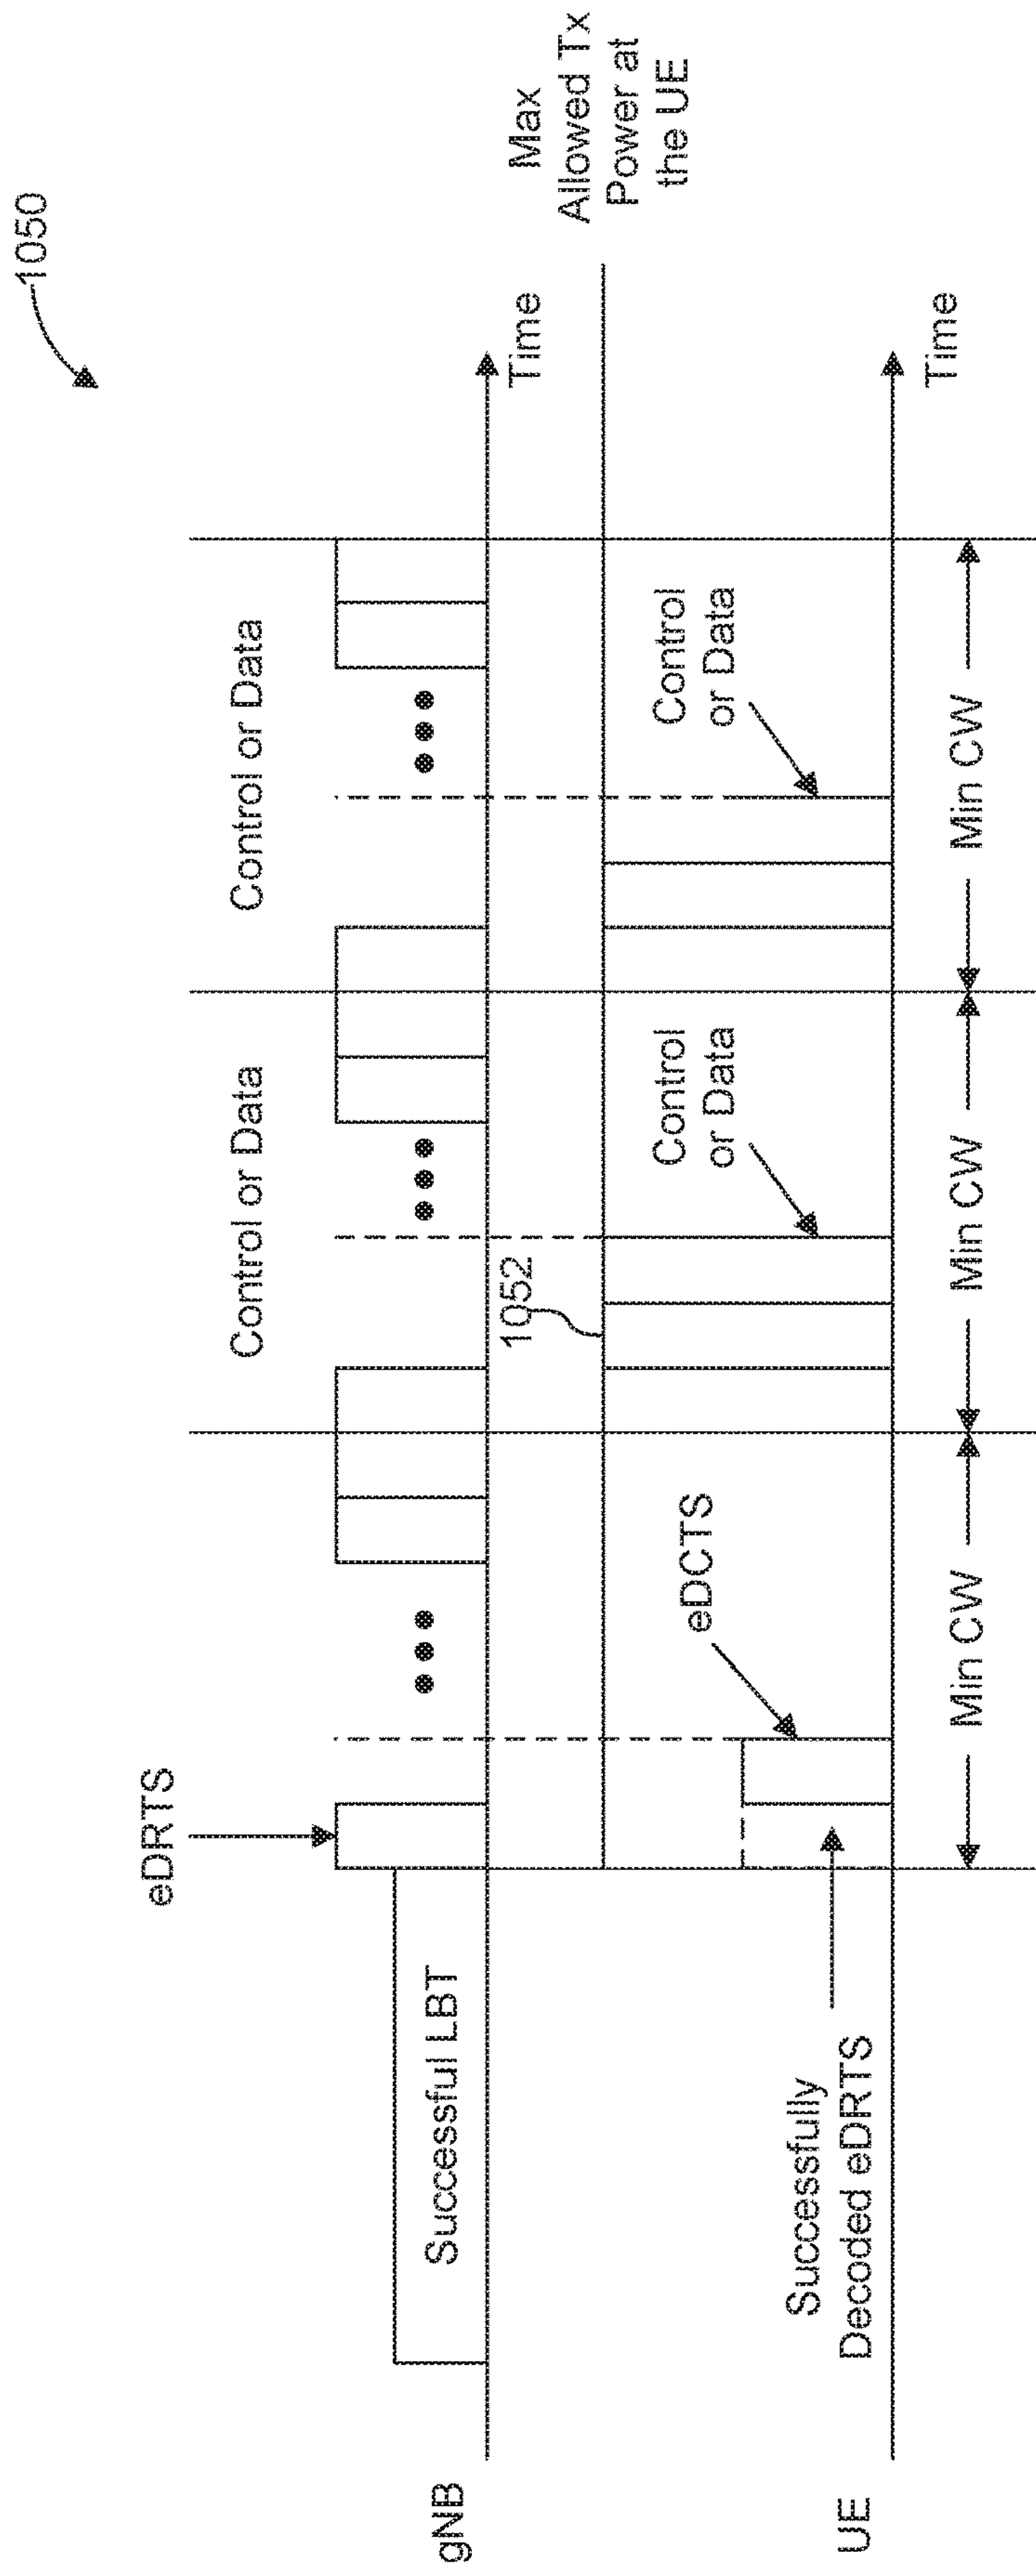 1050
eDRTS
Control or Data
Control or Data
gNB
Successful LBT
Time
1052
Max
Allowed Tx
Power at
the UE
eDCTS
Control
or Data
Control
or Data
Successfully
Decoded eDRTS
UE
Time
Min CW
Min CW
Min CW